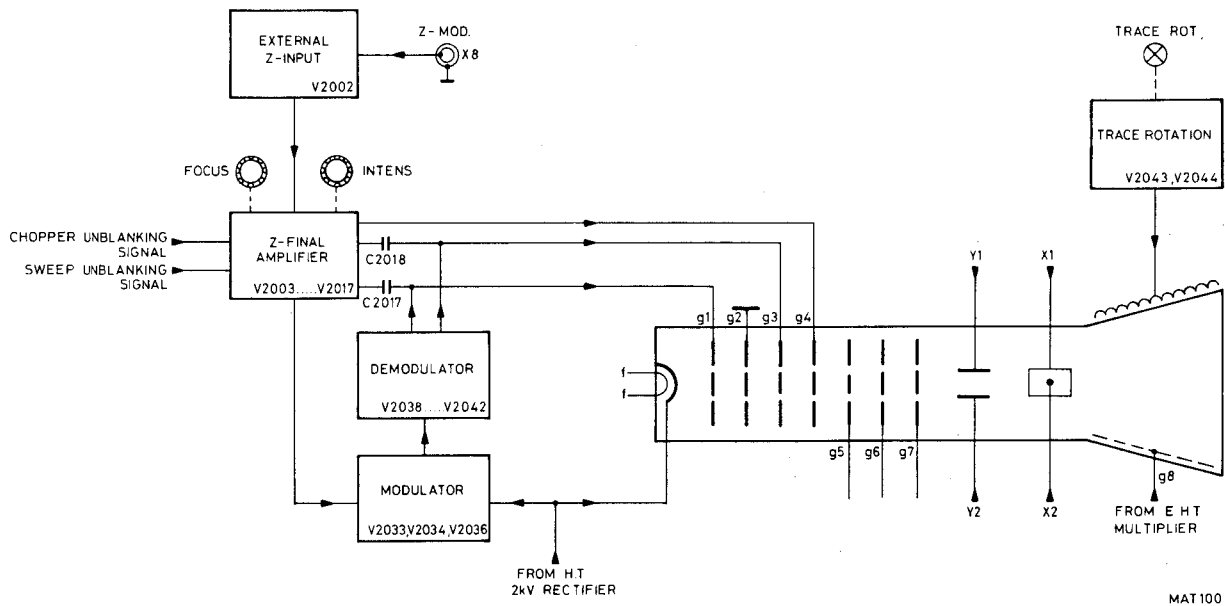 EXTERNAL
Z-INPUT
V2002
Z-MOD.
X8
FOCUS
INTENS
CHOPPER UNBLANKING
SIGNAL
SWEEP UNBLANKING
SIGNAL
Z-FINAL
AMPLIFIER
V2003.....V2017
C2018
C2017
DEMODULATOR
V2038....V2042
MODULATOR
V2033,V2034,V2036
FROM H.T
2kV RECTIFIER
TRACE ROT.
TRACE ROTATION
V2043,V2044
g1
g2
g3
g4
f
f
g5
g6
g7
Y1
X1
Y2
X2
g8
FROM EHT
MULTIPLIER
MAT100